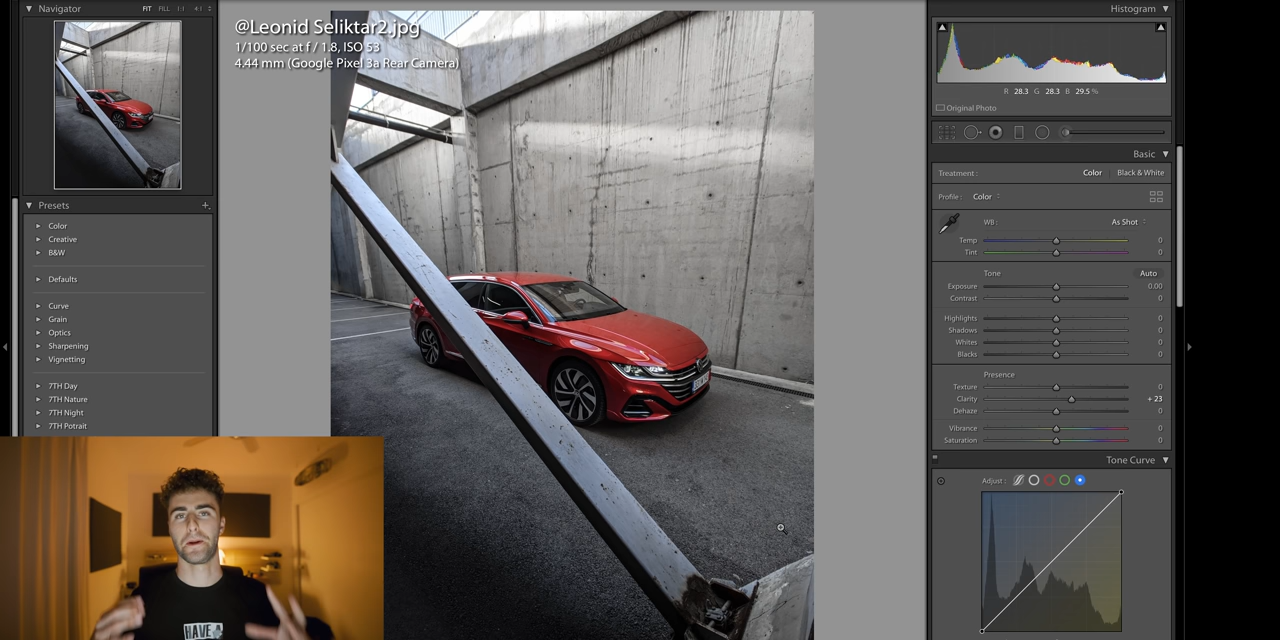 Navigator
FIT FILL 1:1 4:1
@Leonid Seliktar2.jpg
1/100 sec at f / 1.8, ISO 53
4.44 mm (Google Pixel 3a Rear Camera)
Presets
Color
Creative
B&W
Defaults
Curve
Grain
Optics
Sharpening
Vignetting
7TH Day
7TH Nature
7TH Night
7TH Potrait
HAVE A
Histogram
R 28.3 G 28.3 B 29.5 %
Original Photo
Basic
Treatment : Color Black & White
Profile : Color
WB : As Shot
Temp 0
Tint 0
Tone Auto
Exposure 0.00
Contrast 0
Highlights 0
Shadows 0
Whites 0
Blacks 0
Presence
Texture 0
Clarity + 23
Dehaze 0
Vibrance 0
Saturation 0
Tone Curve
Adjust :